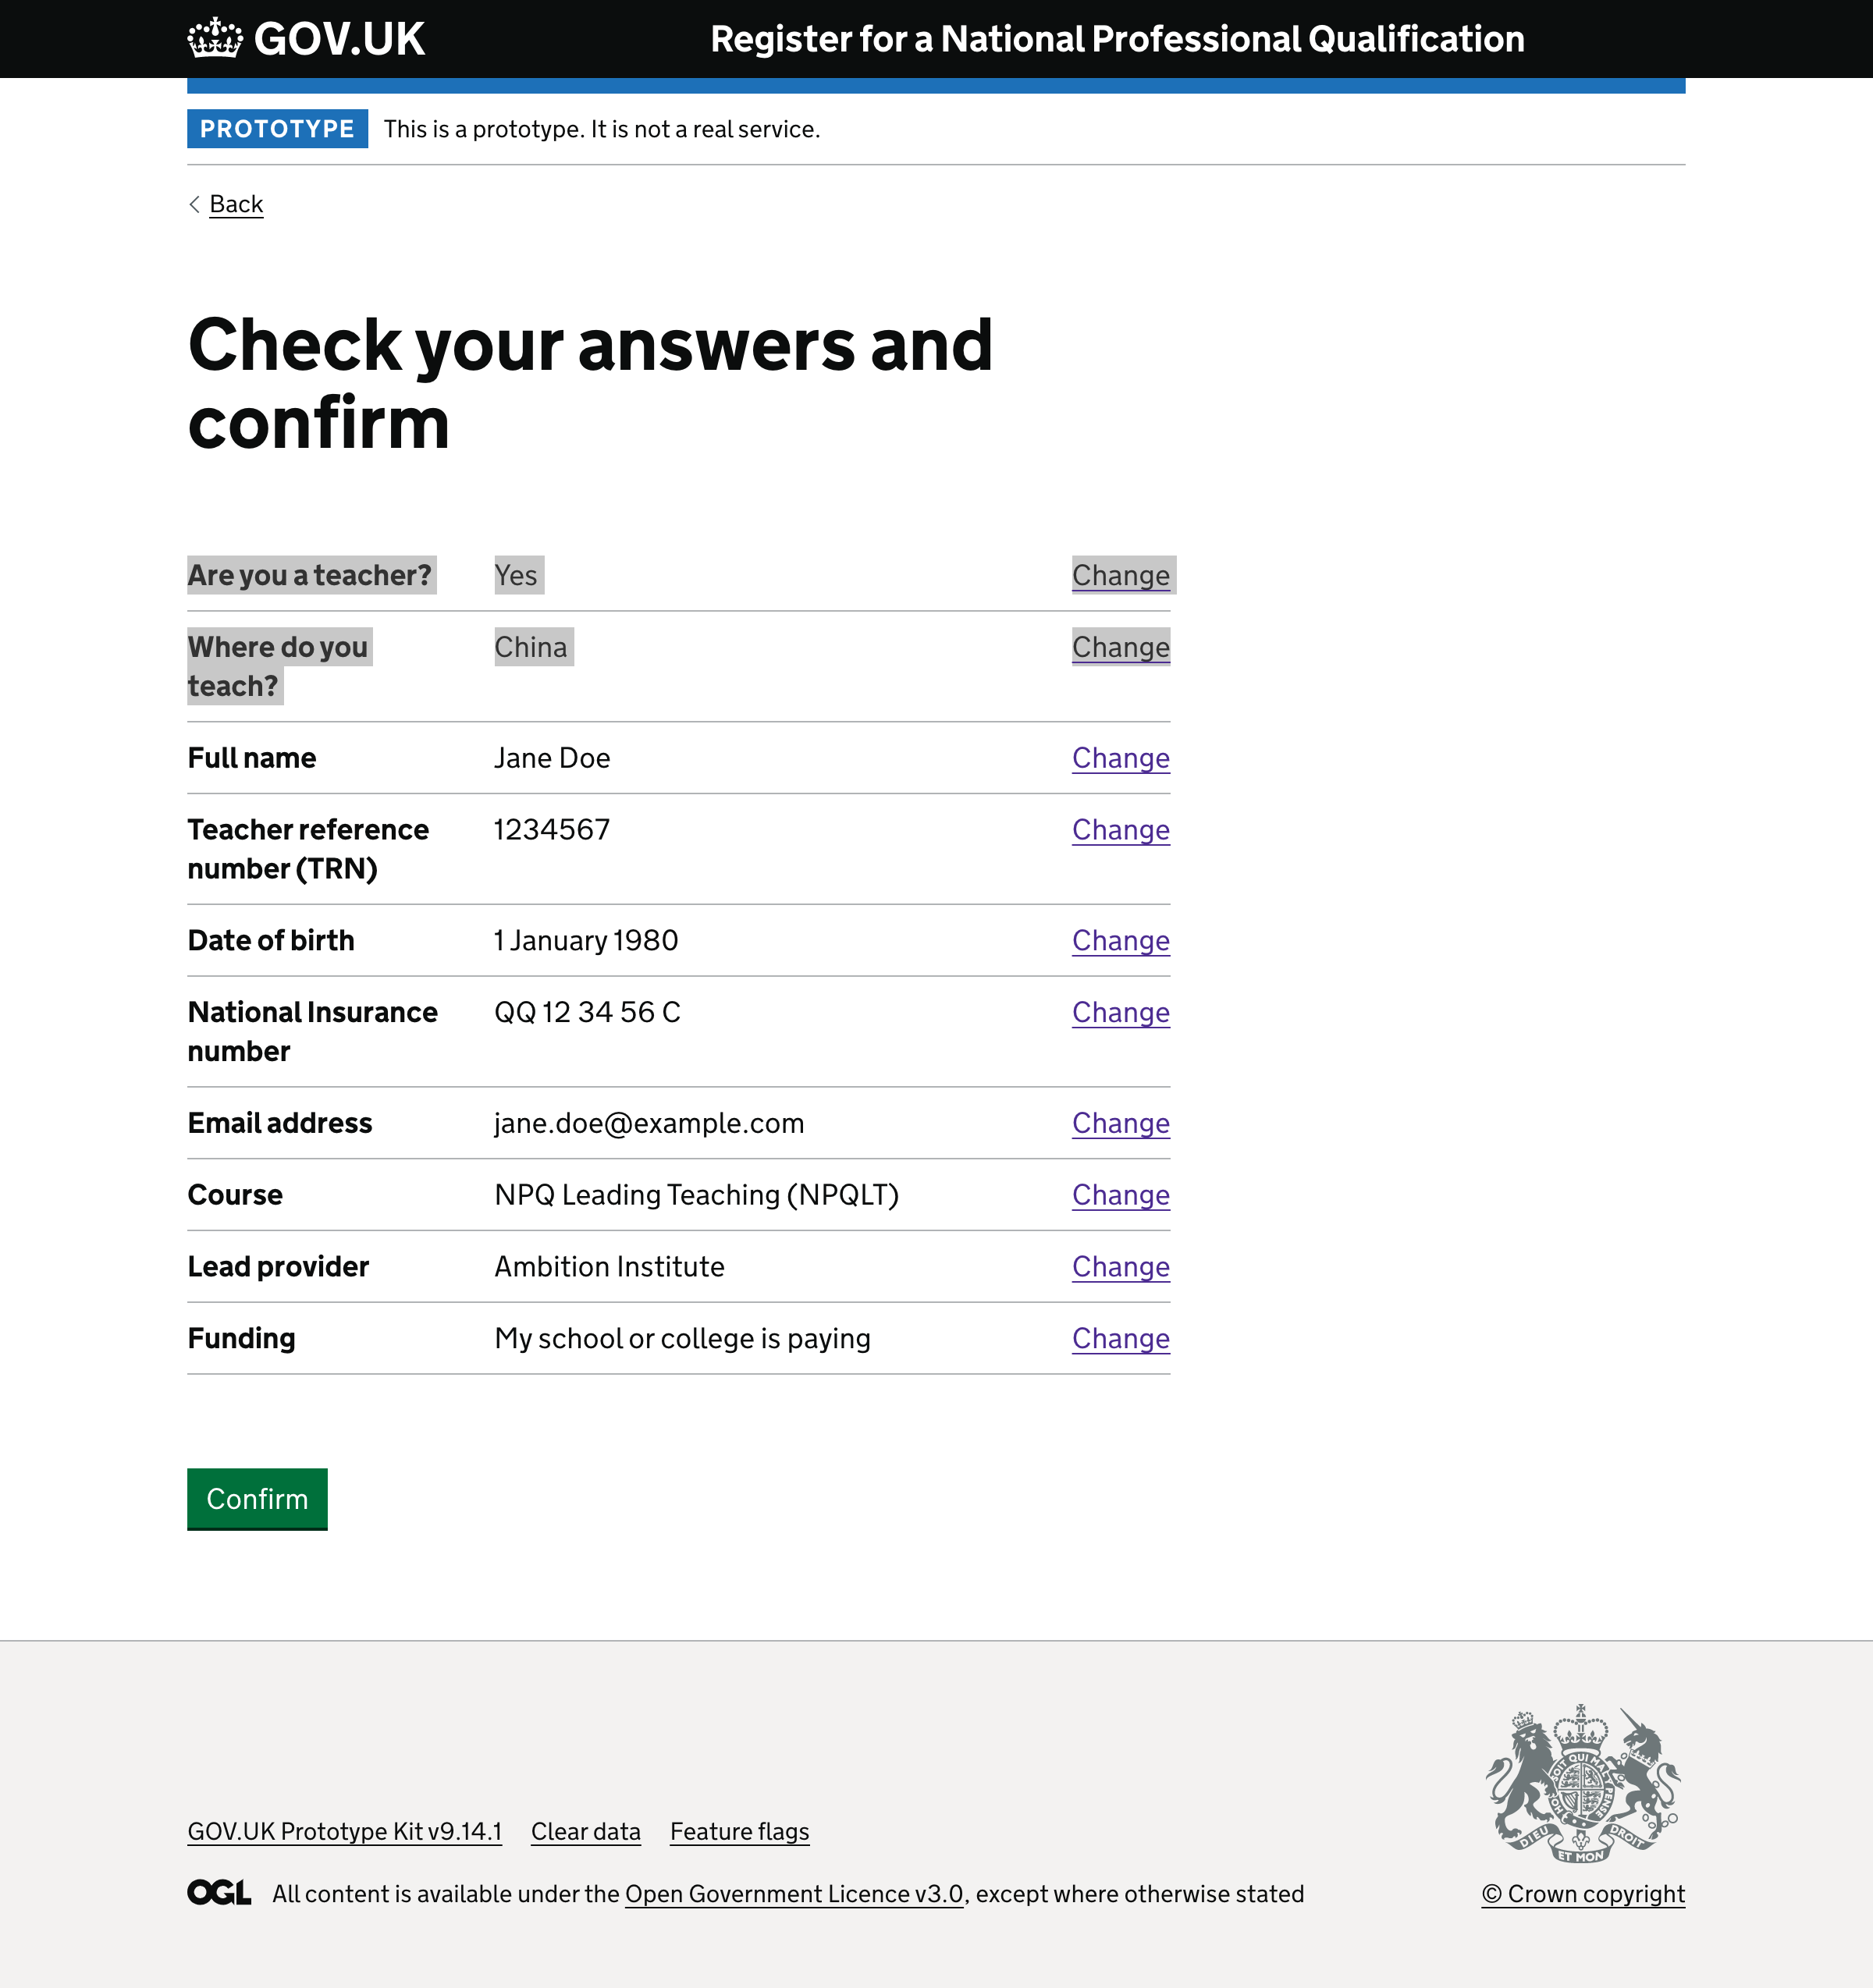 GOV.UK
Register for a National Professional Qualification
PROTOTYPE
This is a prototype. It is not a real service.
Back
Check your answers and
confirm
Are you a teacher? Yes Change
Where do you China Change
teach?
Full name Jane Doe Change
Teacher reference 1234567 Change
number (TRN)
Date of birth 1 January 1980 Change
National Insurance QQ 12 34 56 C Change
number
Email address jane.doe@example.com Change
Course NPQ Leading Teaching (NPQLT) Change
Lead provider Ambition Institute Change
Funding My school or college is paying Change
Confirm
GOV.UK Prototype Kit v9.14.1 Clear data Feature flags
OGL All content is available under the Open Government Licence v3.0, except where otherwise stated
DIEU ET MON DROIT
© Crown copyright